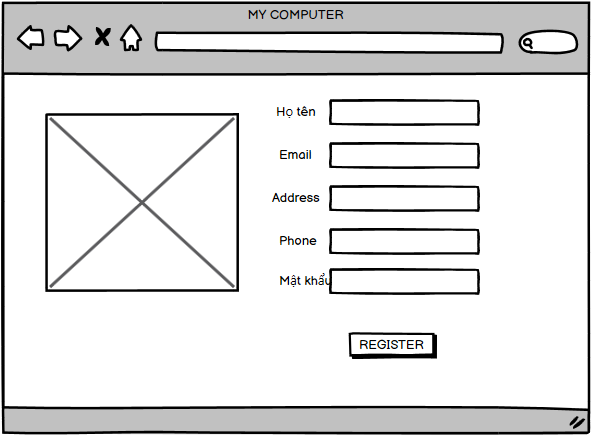 MY COMPUTER
Họ tên
Email
Address
Phone
Mật khẩu
REGISTER